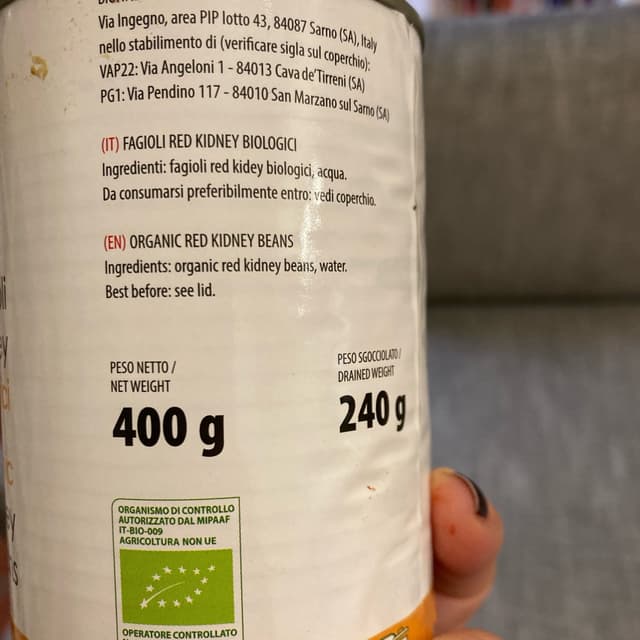 Via Ingegno, area PIP lotto 43, 84087 Sarno (SA), Italy
nello stabilimento di (verificare sigla sul coperchio):
VAP22: Via Angeloni 1 - 84013 Cava de'Tirreni (SA)
PG1: Via Pendino 117 - 84010 San Marzano sul Sarno (SA)
(IT) FAGIOLI RED KIDNEY BIOLOGICI
Ingredienti: fagioli red kidey biologici, acqua.
Da consumarsi preferibilmente entro: vedi coperchio.
(EN) ORGANIC RED KIDNEY BEANS
Ingredients: organic red kidney beans, water.
Best before: see lid.
PESO NETTO /
NET WEIGHT
400 g
PESO SGOCCIOLATO /
DRAINED WEIGHT
240 g
ORGANISMO DI CONTROLLO
AUTORIZZATO DAL MIPAAF
IT-BIO-009
AGRICOLTURA NON UE
OPERATORE CONTROLLATO